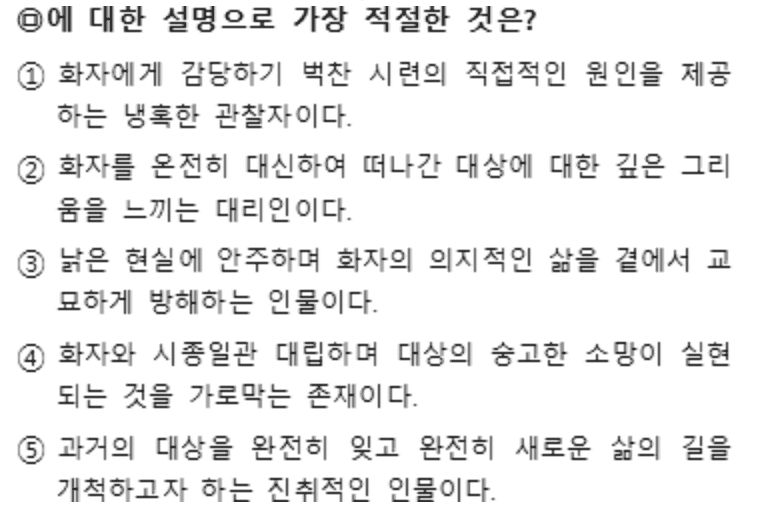 ㉤에 대한 설명으로 가장 적절한 것은?
① 화자에게 감당하기 벅찬 시련의 직접적인 원인을 제공
하는 냉혹한 관찰자이다.
② 화자를 온전히 대신하여 떠나간 대상에 대한 깊은 그리
움을 느끼는 대리인이다.
③ 낡은 현실에 안주하며 화자의 의지적인 삶을 곁에서 교
묘하게 방해하는 인물이다.
④ 화자와 시종일관 대립하며 대상의 숭고한 소망이 실현
되는 것을 가로막는 존재이다.
⑤ 과거의 대상을 완전히 잊고 완전히 새로운 삶의 길을
개척하고자 하는 진취적인 인물이다.